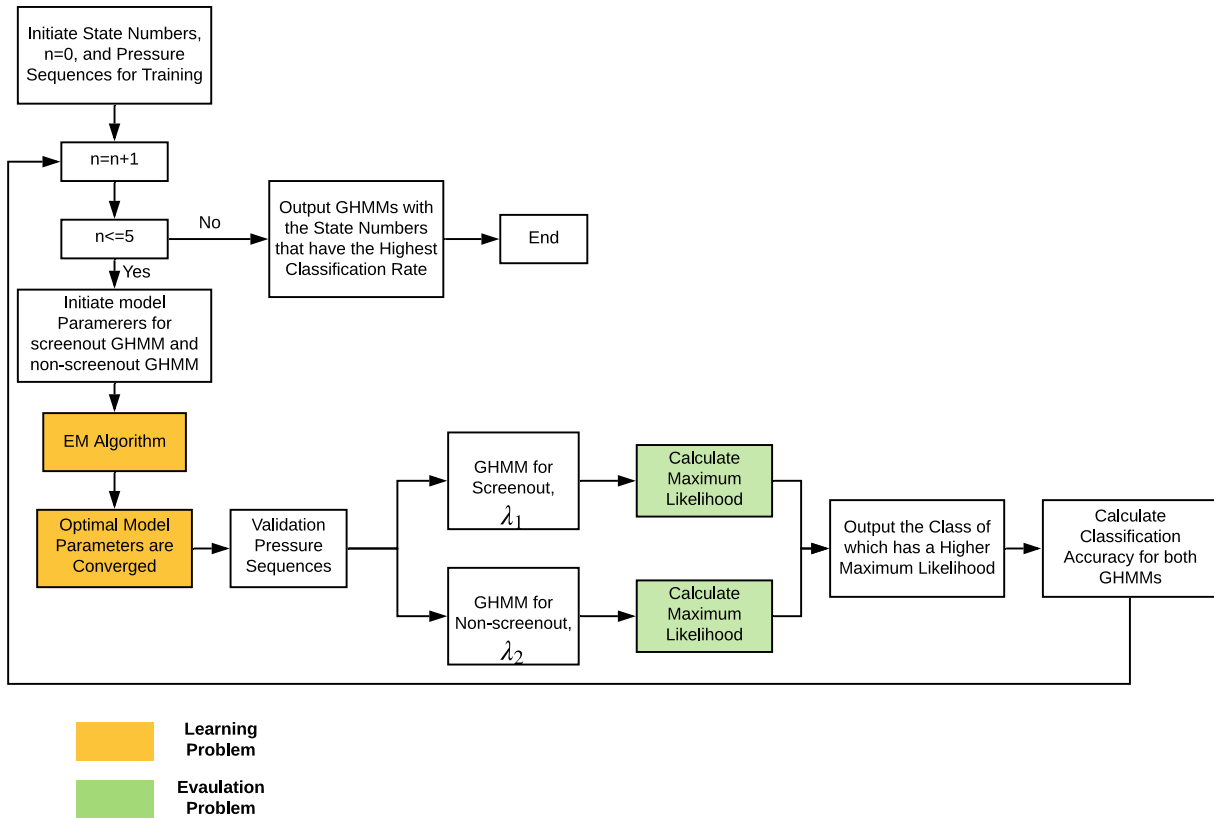 Initiate State Numbers,
n=0, and Pressure
Sequences for Training
n=n+1
n<=5
No
Yes
Output GHMMs with
the State Numbers
that have the Highest
Classification Rate
End
Initiate model
Paramerers for
screenout GHMM and
non-screenout GHMM
EM Algorithm
Optimal Model
Parameters are
Converged
Validation
Pressure
Sequences
GHMM for
Screenout,
λ1
Calculate
Maximum
Likelihood
GHMM for
Non-screenout,
λ2
Calculate
Maximum
Likelihood
Output the Class of
which has a Higher
Maximum Likelihood
Calculate
Classification
Accuracy for both
GHMMs
Learning
Problem
Evaulation
Problem